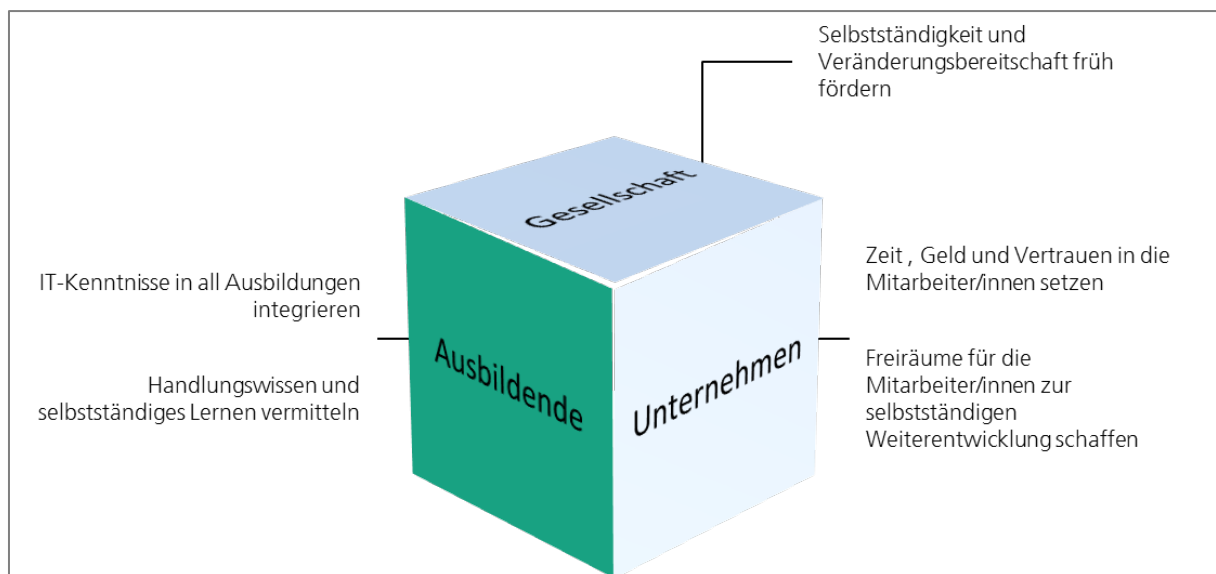 Selbstständigkeit und
Veränderungsbereitschaft früh
fördern
Gesellschaft
IT-Kenntnisse in all Ausbildungen
integrieren
Handlungswissen und
selbstständiges Lernen vermitteln
Ausbildende
Unternehmen
Zeit , Geld und Vertrauen in die
Mitarbeiter/innen setzen
Freiräume für die
Mitarbeiter/innen zur
selbstständigen
Weiterentwicklung schaffen